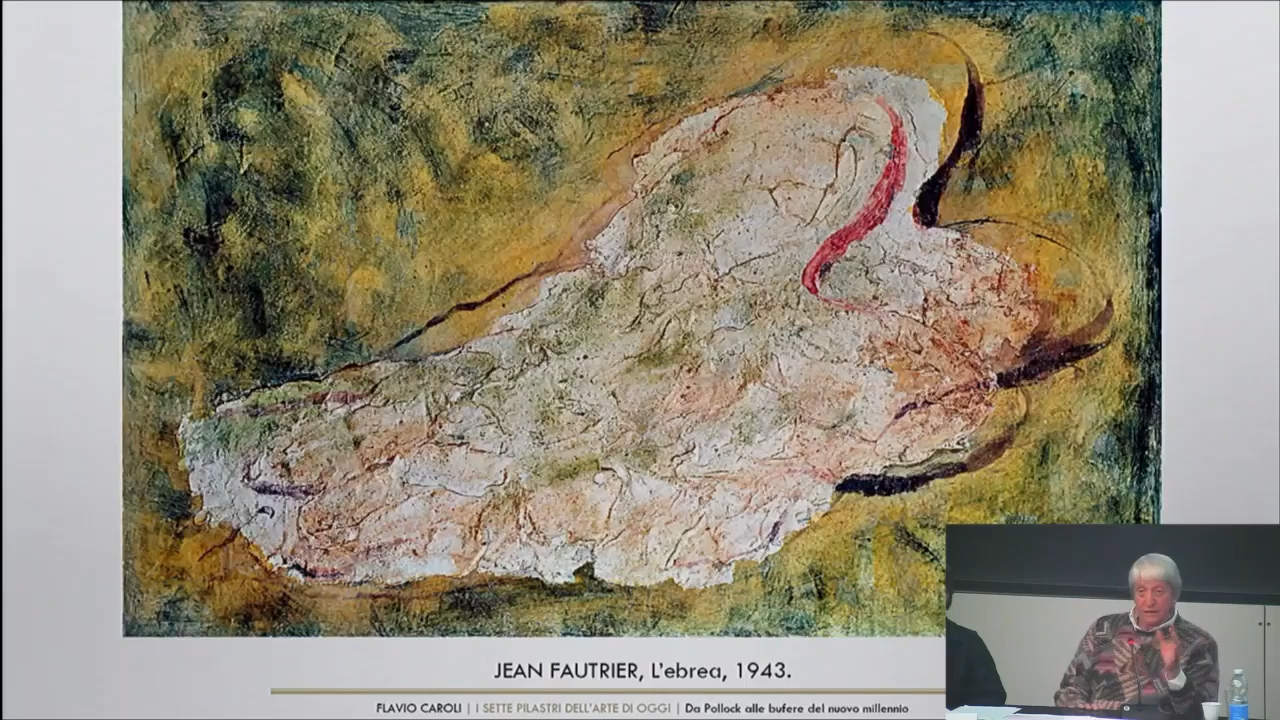 JEAN FAUTRIER, L'ebrea, 1943.
FLAVIO CAROLI | I SETTE PILASTRI DELL'ARTE DI OGGI | Da Pollock alle bufere del nuovo millennio